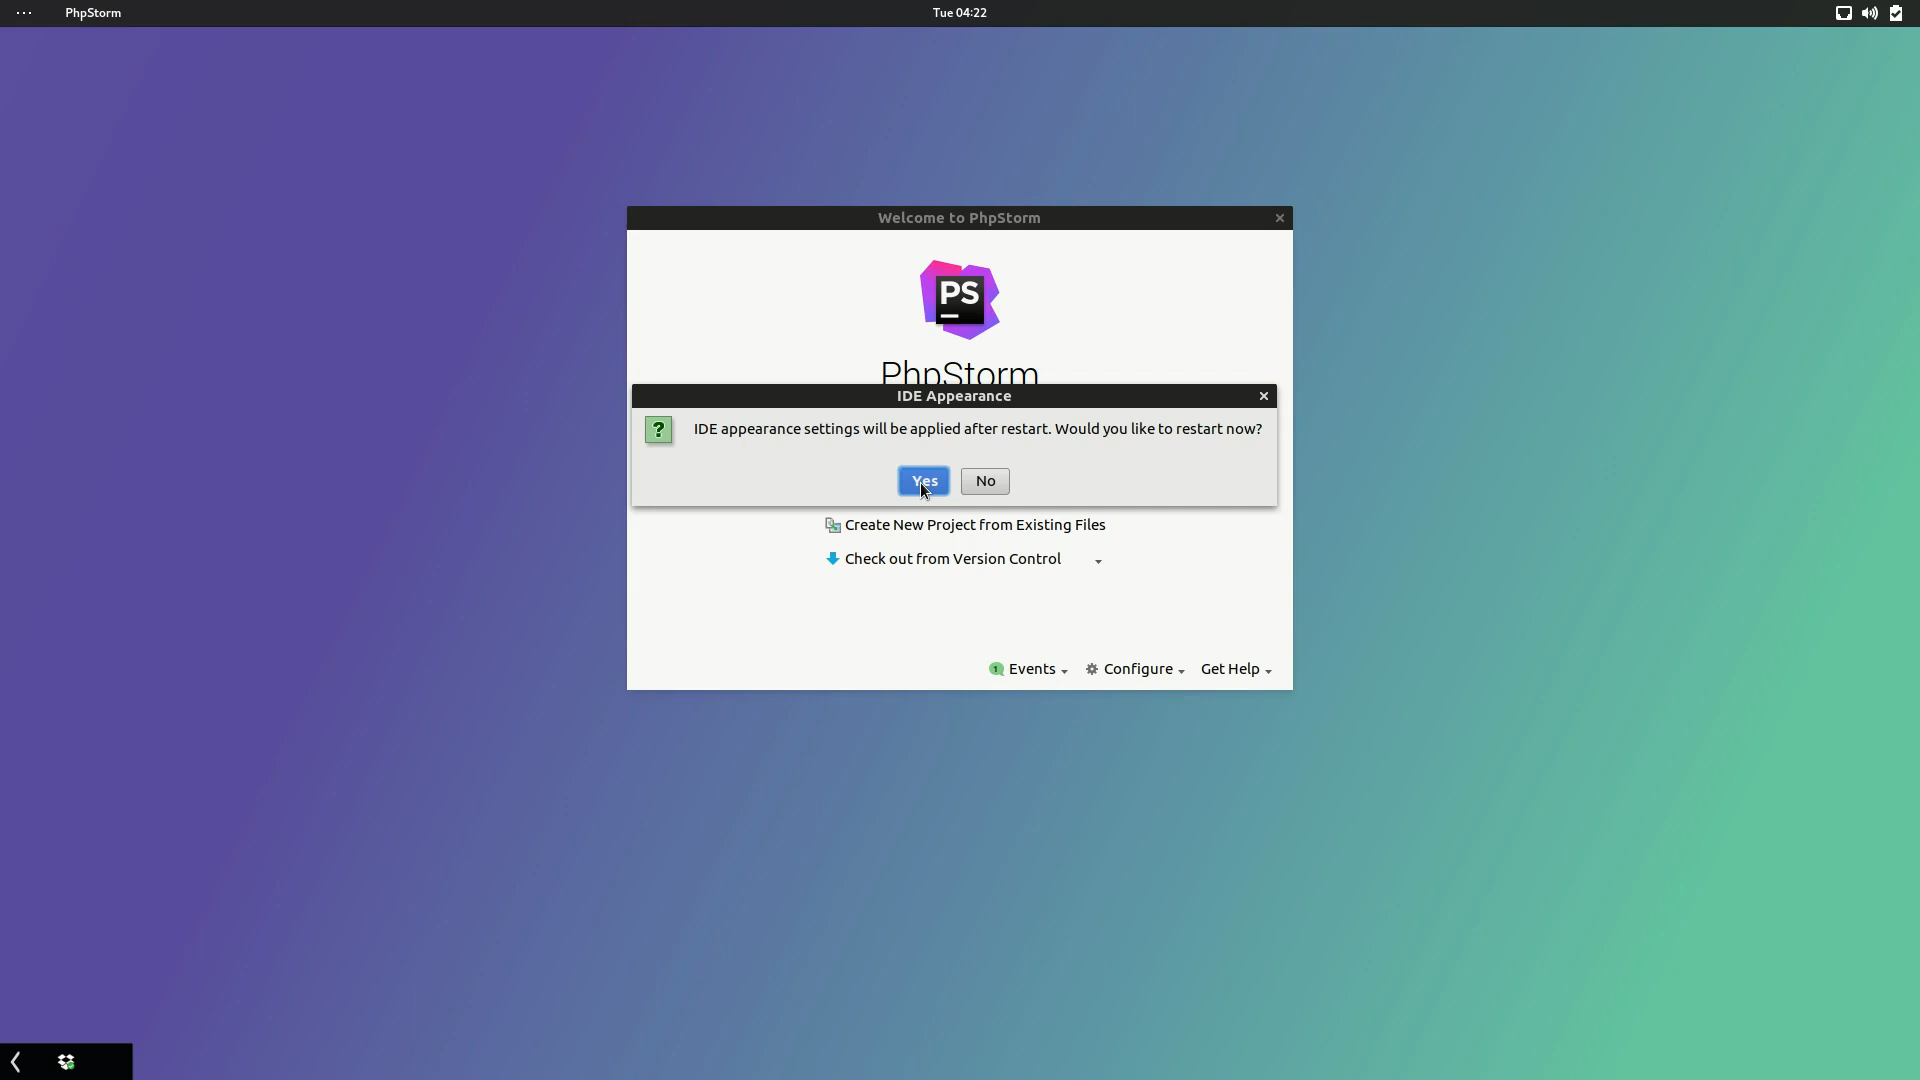 PhpStorm
Tue 04:22
Welcome to PhpStorm
PS
PhpStorm
IDE Appearance
?
IDE appearance settings will be applied after restart. Would you like to restart now?
Yes
No
Create New Project from Existing Files
Check out from Version Control
1 Events
Configure
Get Help